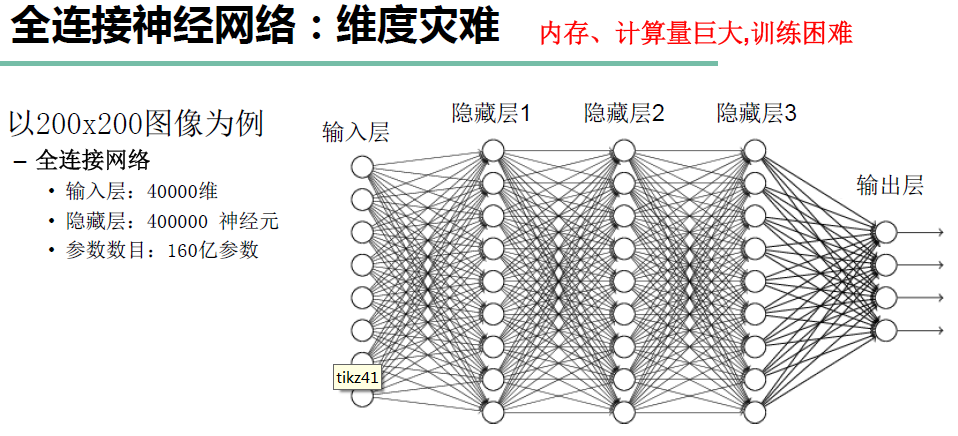 全连接神经网络：维度灾难
内存、计算量巨大,训练困难
以200x200图像为例
– 全连接网络
• 输入层：40000维
• 隐藏层：400000 神经元
• 参数数目：160亿参数
输入层
隐藏层1
隐藏层2
隐藏层3
输出层
tikz41